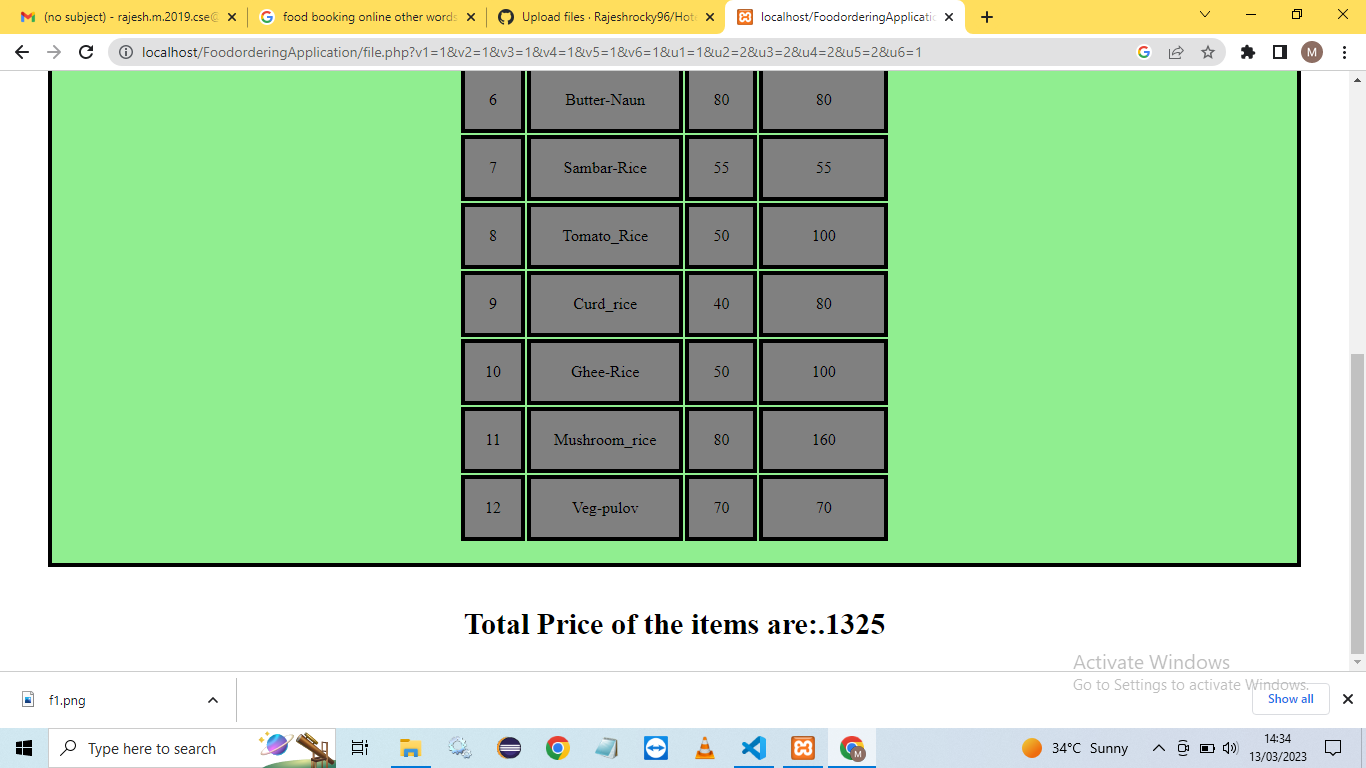 (no subject) - rajesh.m.2019.cse@
food booking online other words
Upload files · Rajeshrocky96/Hote
localhost/FoodorderingApplicatio
localhost/FoodorderingApplication/file.php?v1=1&v2=1&v3=1&v4=1&v5=1&v6=1&u1=1&u2=2&u3=2&u4=2&u5=2&u6=1
M
6 Butter-Naun 80 80
7 Sambar-Rice 55 55
8 Tomato_Rice 50 100
9 Curd_rice 40 80
10 Ghee-Rice 50 100
11 Mushroom_rice 80 160
12 Veg-pulov 70 70
Total Price of the items are:.1325
Activate Windows
Go to Settings to activate Windows.
f1.png
Show all
Type here to search
M
34°C Sunny
14:34
13/03/2023